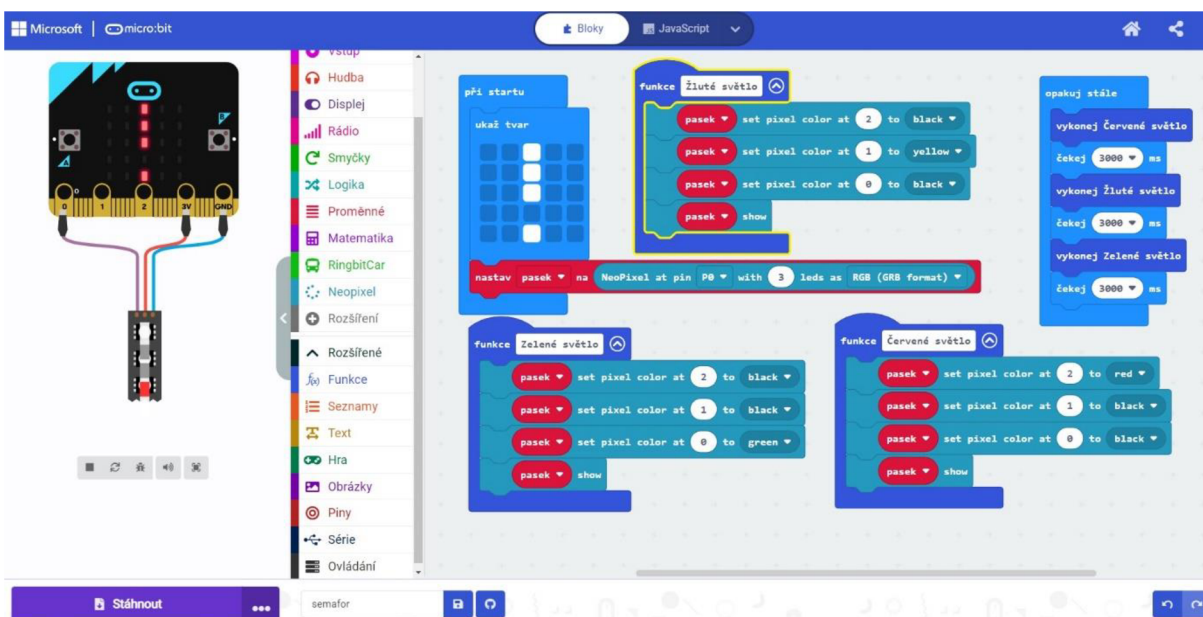 Microsoft
micro:bit
Bloky
JavaScript
A
B
0
1
2
3V
GND
Vstup
Hudba
Displej
Rádio
Smyčky
Logika
Proměnné
Matematika
RingbitCar
Neopixel
Rozšíření
Rozšířené
Funkce
Seznamy
Text
Hra
Obrázky
Piny
Série
Ovládání
při startu
ukaž tvar
nastav pasek na NeoPixel at pin P0 with 3 leds as RGB (GRB format)
funkce Žluté světlo
pasek set pixel color at 2 to black
pasek set pixel color at 1 to yellow
pasek set pixel color at 0 to black
pasek show
opakuj stále
vykonej Červené světlo
čekej 3000 ms
vykonej Žluté světlo
čekej 3000 ms
vykonej Zelené světlo
čekej 3000 ms
funkce Zelené světlo
pasek set pixel color at 2 to black
pasek set pixel color at 1 to black
pasek set pixel color at 0 to green
pasek show
funkce Červené světlo
pasek set pixel color at 2 to red
pasek set pixel color at 1 to black
pasek set pixel color at 0 to black
pasek show
Stáhnout
semafor